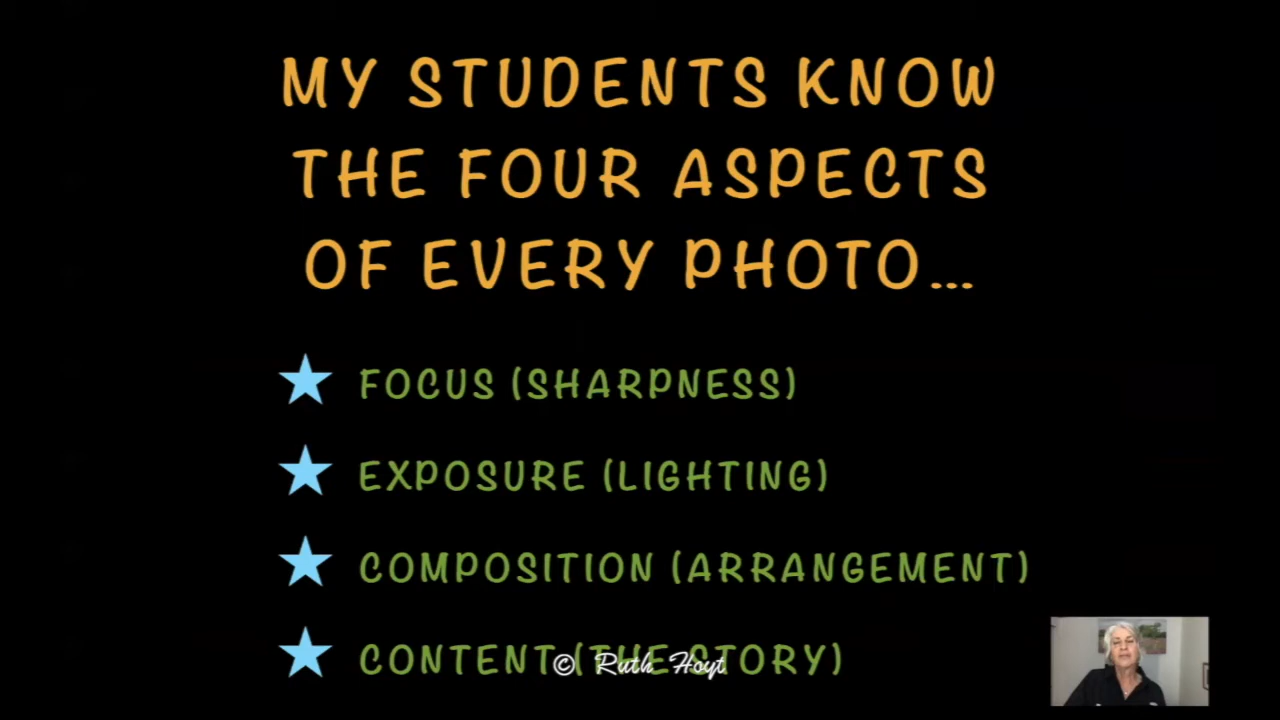 MY STUDENTS KNOW
THE FOUR ASPECTS
OF EVERY PHOTO...
FOCUS (SHARPNESS)
EXPOSURE (LIGHTING)
COMPOSITION (ARRANGEMENT)
CONTENT (THE STORY)
© Ruth Hoyt